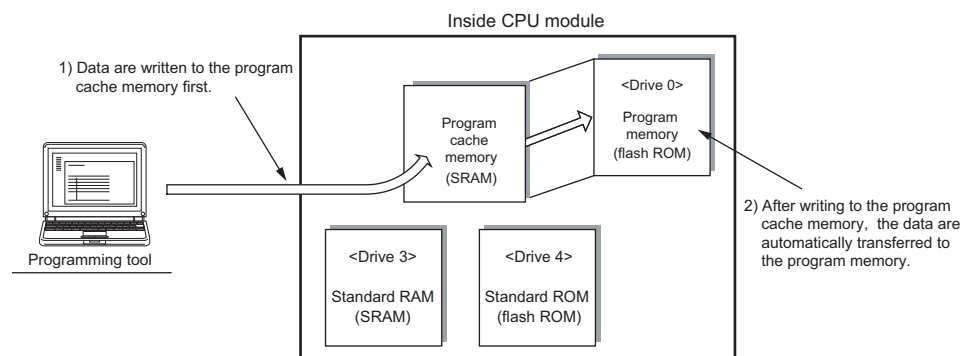 Inside CPU module
1) Data are written to the program
cache memory first.
<Drive 0>
Program
memory
(flash ROM)
Program
cache
memory
(SRAM)
2) After writing to the program
cache memory, the data are
automatically transferred to
the program memory.
Programming tool
<Drive 3>
Standard RAM
(SRAM)
<Drive 4>
Standard ROM
(flash ROM)